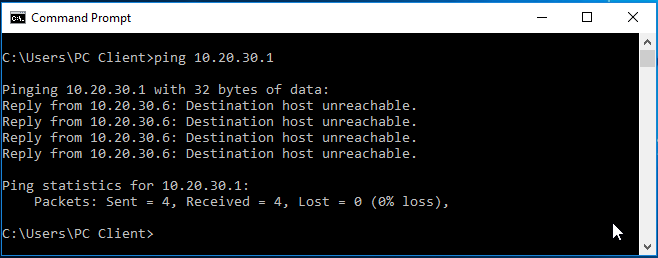 Command Prompt
C:\Users\PC Client>ping 10.20.30.1
Pinging 10.20.30.1 with 32 bytes of data:
Reply from 10.20.30.6: Destination host unreachable.
Reply from 10.20.30.6: Destination host unreachable.
Reply from 10.20.30.6: Destination host unreachable.
Reply from 10.20.30.6: Destination host unreachable.
Ping statistics for 10.20.30.1:
    Packets: Sent = 4, Received = 4, Lost = 0 (0% loss),
C:\Users\PC Client>